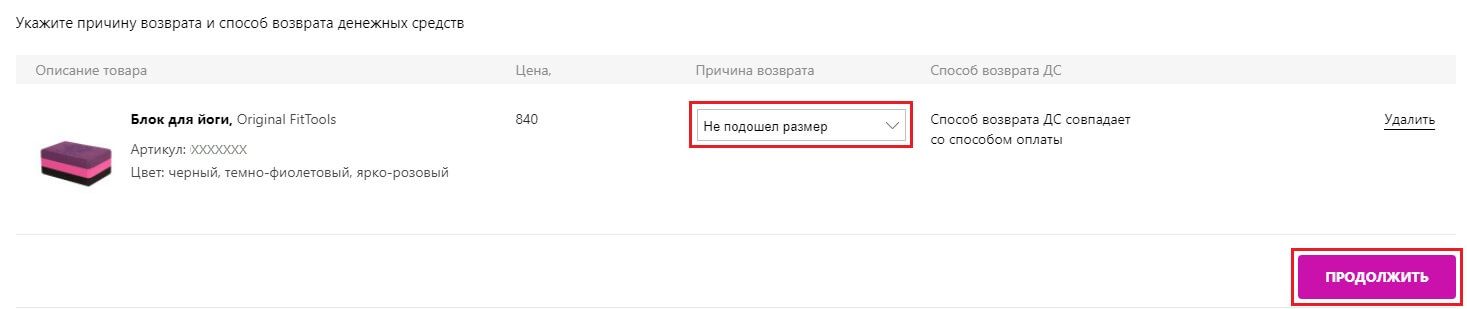 Укажите причину возврата и способ возврата денежных средств
Описание товара Цена, Причина возврата Способ возврата ДС
Блок для йоги, Original FitTools 840 Не подошел размер Способ возврата ДС совпадает со способом оплаты Удалить
Артикул: XXXXXXX
Цвет: черный, темно-фиолетовый, ярко-розовый
ПРОДОЛЖИТЬ